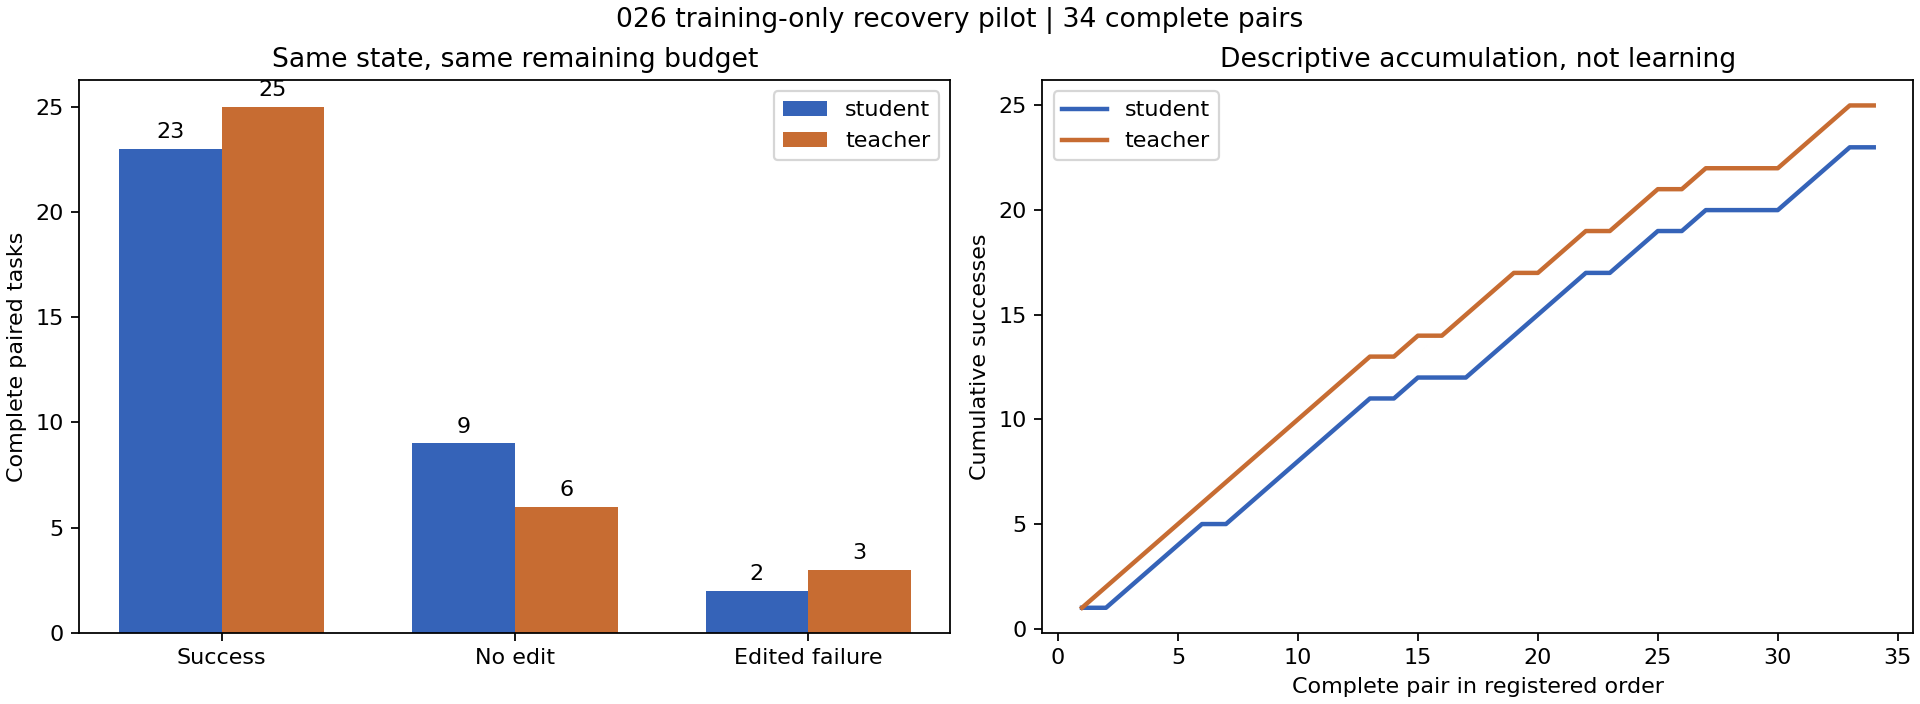 026 training-only recovery pilot | 34 complete pairs
Same state, same remaining budget
Complete paired tasks
25
20
15
10
5
0
23
25
9
6
2
3
student
teacher
Success
No edit
Edited failure
Descriptive accumulation, not learning
Cumulative successes
25
20
15
10
5
0
student
teacher
0
5
10
15
20
25
30
35
Complete pair in registered order